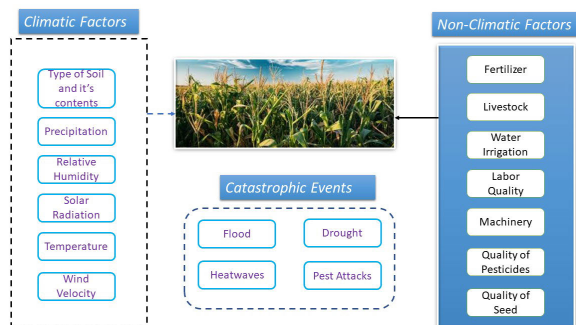 Climatic Factors
Type of Soil
and it's
contents
Precipitation
Relative
Humidity
Solar
Radiation
Temperature
Wind
Velocity
Catastrophic Events
Flood
Drought
Heatwaves
Pest Attacks
Non-Climatic Factors
Fertilizer
Livestock
Water
Irrigation
Labor
Quality
Machinery
Quality of
Pesticides
Quality of
Seed